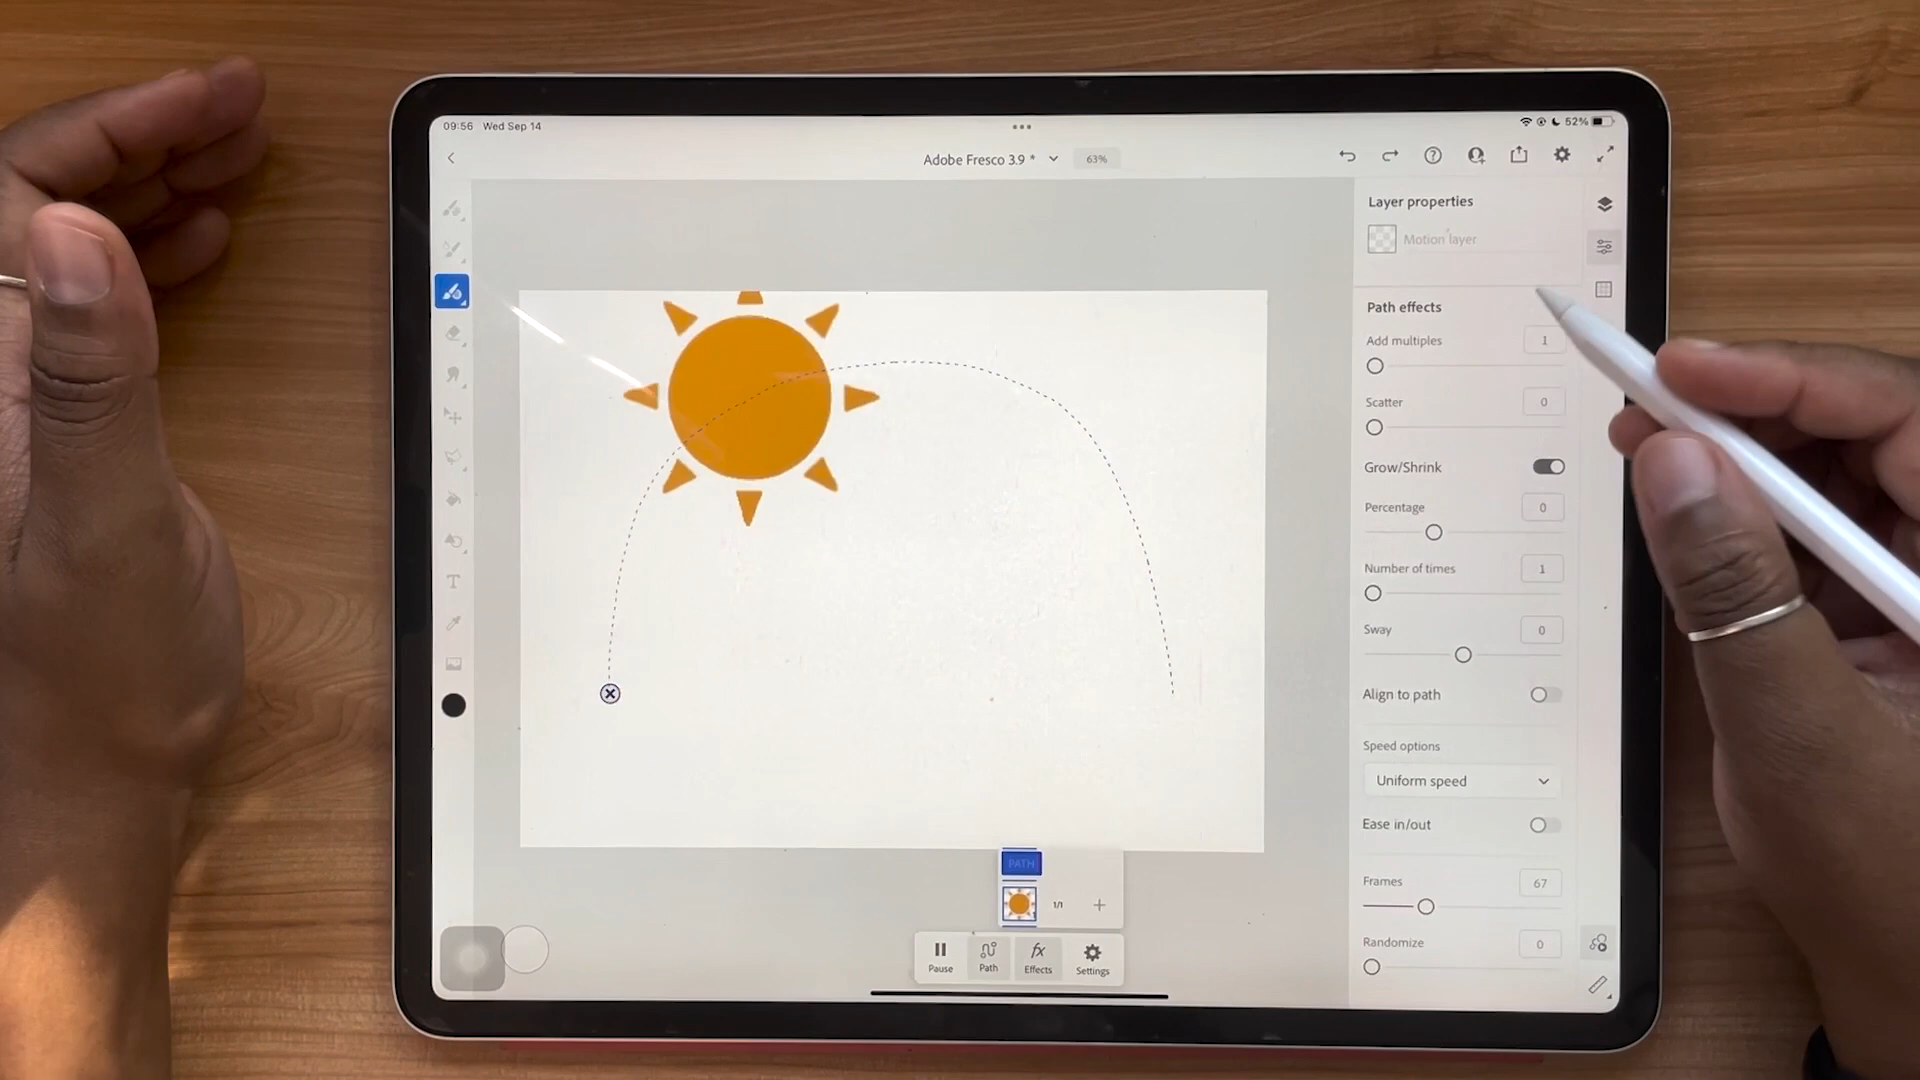 09:56 Wed Sep 14
52%
Adobe Fresco 3.9 *
63%
Layer properties
Motion layer
Path effects
Add multiples 1
Scatter 0
Grow/Shrink
Percentage 0
Number of times 1
Sway 0
Align to path
Speed options
Uniform speed
Ease in/out
Frames 67
Randomize 0
T
PATH
1/1
fx
Pause Path Effects Settings